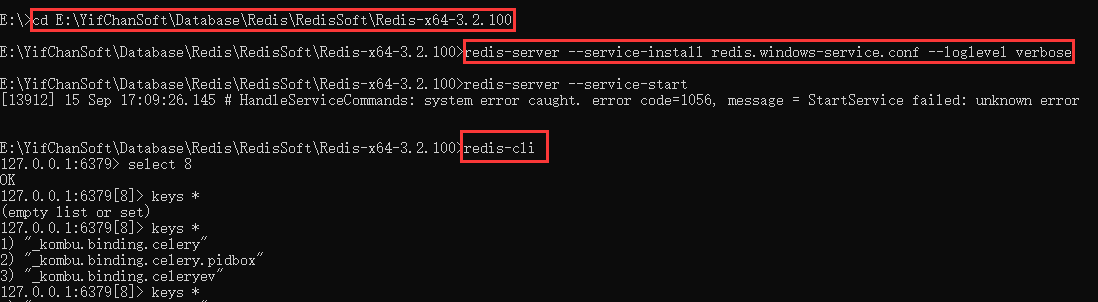 E:\>cd E:\YifChanSoft\Database\Redis\RedisSoft\Redis-x64-3.2.100
E:\YifChanSoft\Database\Redis\RedisSoft\Redis-x64-3.2.100>redis-server --service-install redis.windows-service.conf --loglevel verbose
E:\YifChanSoft\Database\Redis\RedisSoft\Redis-x64-3.2.100>redis-server --service-start
[13912] 15 Sep 17:09:26.145 # HandleServiceCommands: system error caught. error code=1056, message = StartService failed: unknown error
E:\YifChanSoft\Database\Redis\RedisSoft\Redis-x64-3.2.100>redis-cli
127.0.0.1:6379> select 8
OK
127.0.0.1:6379[8]> keys *
(empty list or set)
127.0.0.1:6379[8]> keys *
1) "_kombu.binding.celery"
2) "_kombu.binding.celery.pidbox"
3) "_kombu.binding.celeryev"
127.0.0.1:6379[8]> keys *